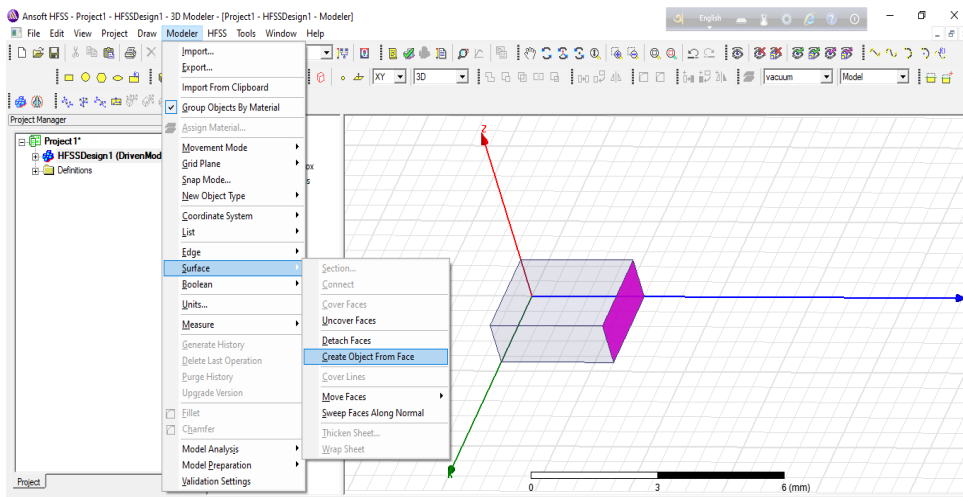 Ansoft HFSS - Project1 - HFSSDesign1 - 3D Modeler - [Project1 - HFSSDesign1 - Modeler]
English
File Edit View Project Draw Modeler HFSS Tools Window Help
XY 3D vacuum Model
Project Manager
Project1*
HFSSDesign1 (DrivenMod
Definitions
Import...
Export...
Import From Clipboard
Group Objects By Material
Assign Material...
Movement Mode
Grid Plane
Snap Mode...
New Object Type
Coordinate System
List
Edge
Surface
Boolean
Units...
Measure
Generate History
Delete Last Operation
Purge History
Upgrade Version
Fillet
Chamfer
Model Analysis
Model Preparation
Validation Settings
Section...
Connect
Cover Faces
Uncover Faces
Detach Faces
Create Object From Face
Cover Lines
Move Faces
Sweep Faces Along Normal
Thicken Sheet...
Wrap Sheet
Z
0 3 6 (mm)
Project